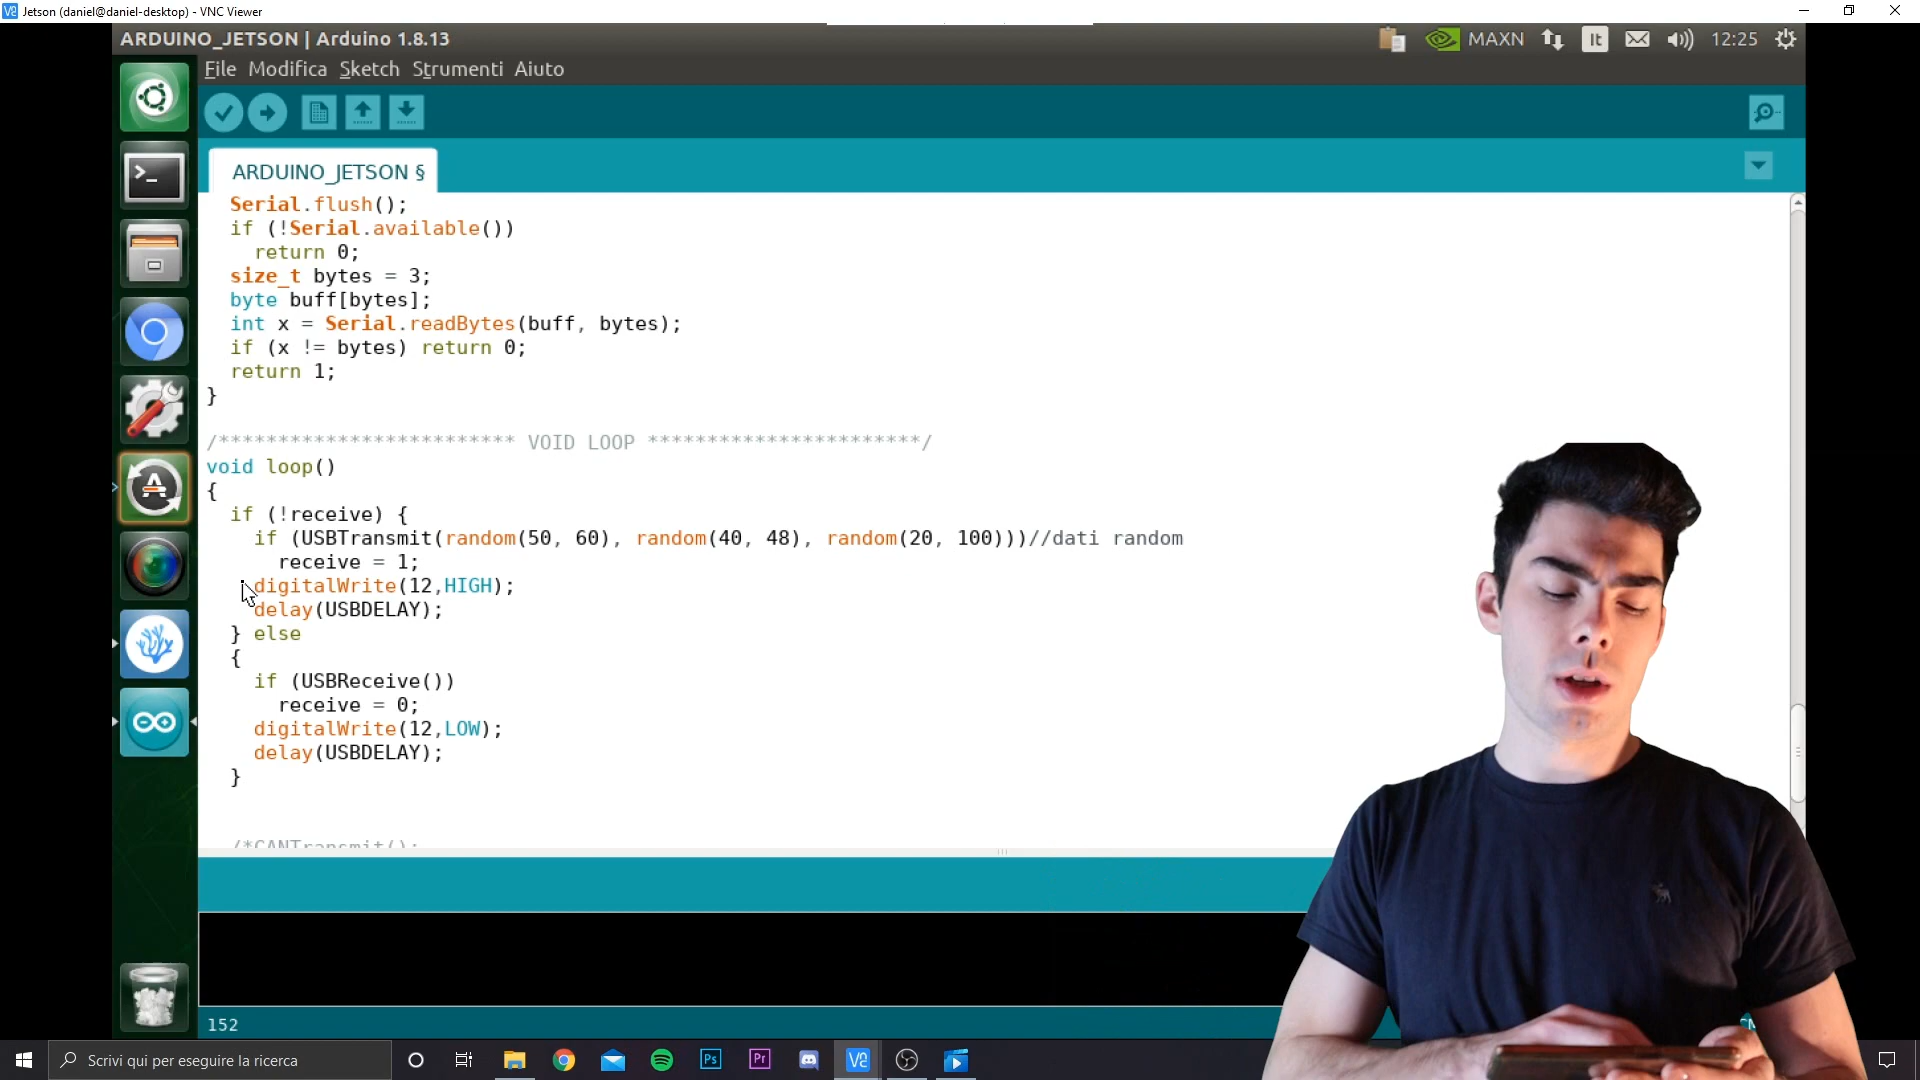 Jetson (daniel@daniel-desktop) - VNC Viewer
ARDUINO_JETSON | Arduino 1.8.13
MAXN
It
12:25
File Modifica Sketch Strumenti Aiuto
ARDUINO_JETSON §
Serial.flush();
if (!Serial.available())
return 0;
size_t bytes = 3;
byte buff[bytes];
int x = Serial.readBytes(buff, bytes);
if (x != bytes) return 0;
return 1;
}
/************************* VOID LOOP ***********************/
void loop()
{
if (!receive) {
if (USBTransmit(random(50, 60), random(40, 48), random(20, 100)))//dati random
receive = 1;
digitalWrite(12,HIGH);
delay(USBDELAY);
} else
{
if (USBReceive())
receive = 0;
digitalWrite(12,LOW);
delay(USBDELAY);
}
/*CANTransmit();
152
Scrivi qui per eseguire la ricerca
Ps
Pr